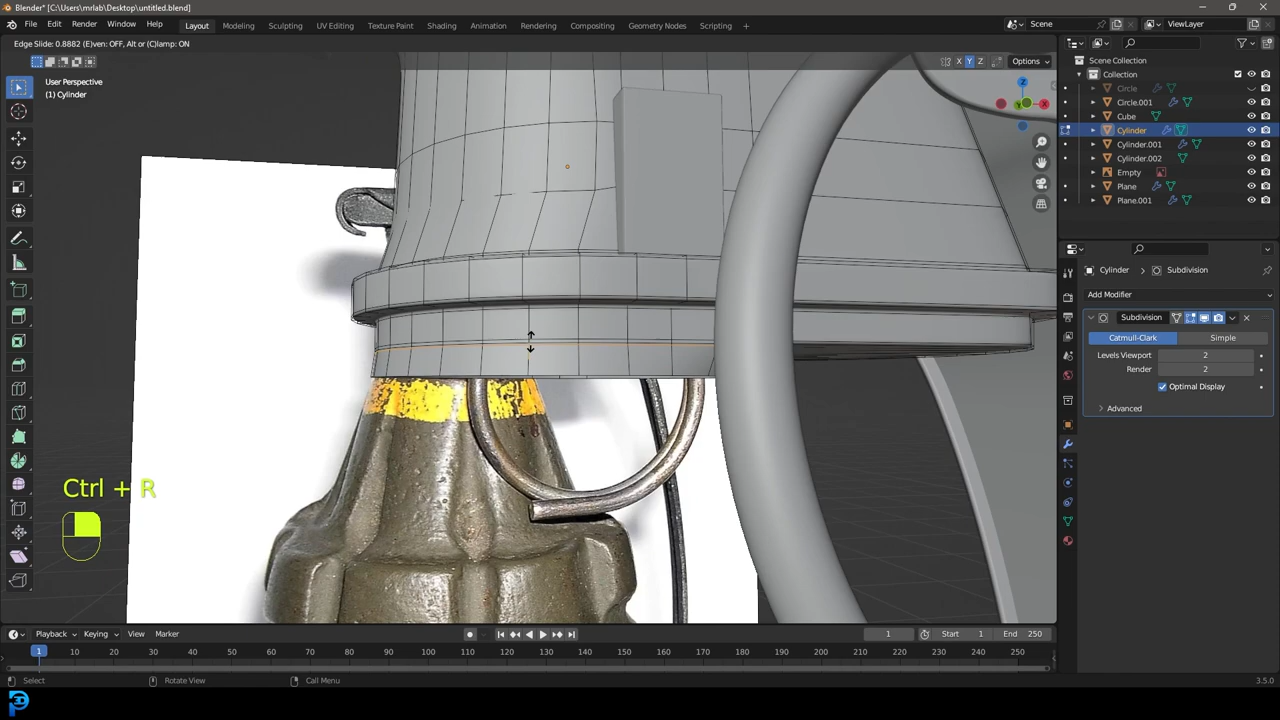 Blender* [C:\Users\mrlab\Desktop\untitled.blend]
File Edit Render Window Help Layout Modeling Sculpting UV Editing Texture Paint Shading Animation Rendering Compositing Geometry Nodes Scripting Scene ViewLayer
Edge Slide: 0.8882 (E)ven: OFF, Alt or (C)lamp: ON
X Y Z Options
User Perspective
(1) Cylinder
Z
X
Y
Ctrl + R
Scene Collection
Collection
Circle
Circle.001
Cube
Cylinder
Cylinder.001
Cylinder.002
Empty
Plane
Plane.001
Cylinder Subdivision
Add Modifier
Subdivision
Catmull-Clark Simple
Levels Viewport 2
Render 2
Optimal Display
Advanced
Playback Keying View Marker 1 Start 1 End 250
1 10 20 30 40 50 60 70 80 90 100 110 120 130 140 150 160 170 180 190 200 210 220 230 240 250
Select Rotate View Call Menu 3.5.0